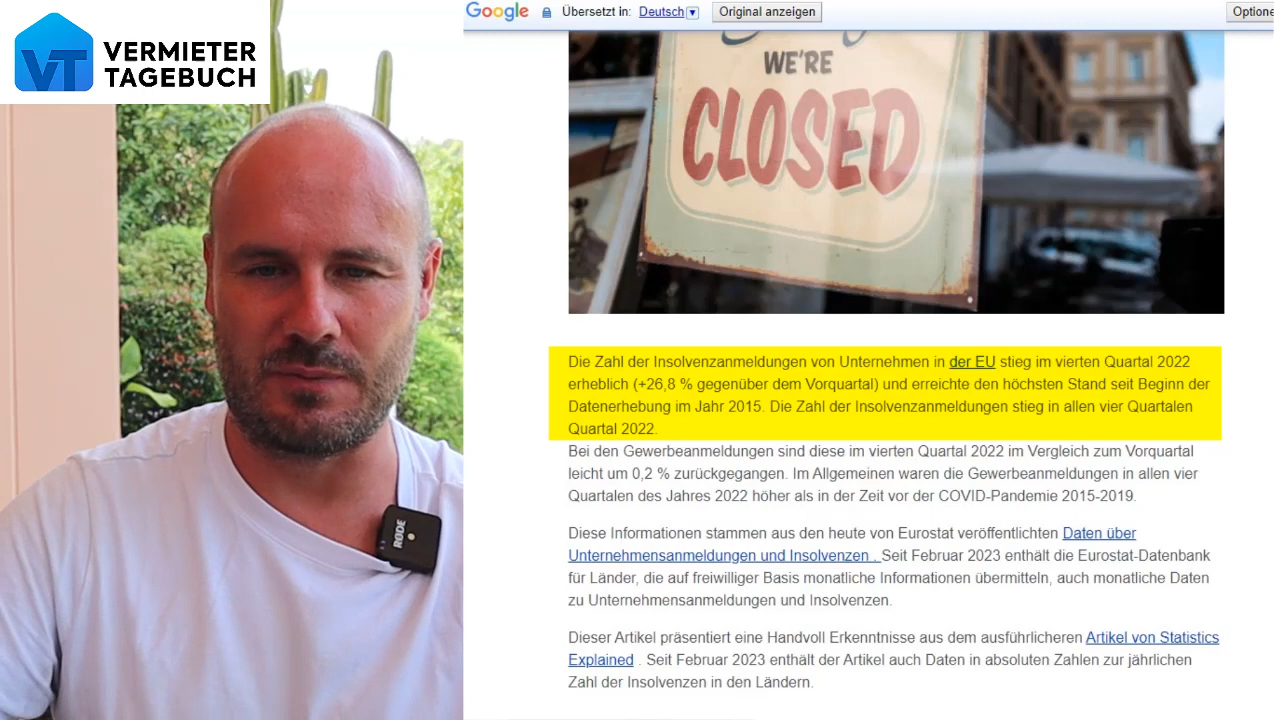 VERMIETER
TAGEBUCH
VT
Google Übersetzt in: Deutsch Original anzeigen Optione
WE'RE
CLOSED
Die Zahl der Insolvenzanmeldungen von Unternehmen in der EU stieg im vierten Quartal 2022
erheblich (+26,8 % gegenüber dem Vorquartal) und erreichte den höchsten Stand seit Beginn der
Datenerhebung im Jahr 2015. Die Zahl der Insolvenzanmeldungen stieg in allen vier Quartalen
Quartal 2022.
Bei den Gewerbeanmeldungen sind diese im vierten Quartal 2022 im Vergleich zum Vorquartal
leicht um 0,2 % zurückgegangen. Im Allgemeinen waren die Gewerbeanmeldungen in allen vier
Quartalen des Jahres 2022 höher als in der Zeit vor der COVID-Pandemie 2015-2019.
Diese Informationen stammen aus den heute von Eurostat veröffentlichten Daten über
Unternehmensanmeldungen und Insolvenzen . Seit Februar 2023 enthält die Eurostat-Datenbank
für Länder, die auf freiwilliger Basis monatliche Informationen übermitteln, auch monatliche Daten
zu Unternehmensanmeldungen und Insolvenzen.
Dieser Artikel präsentiert eine Handvoll Erkenntnisse aus dem ausführlicheren Artikel von Statistics
Explained . Seit Februar 2023 enthält der Artikel auch Daten in absoluten Zahlen zur jährlichen
Zahl der Insolvenzen in den Ländern.
RØDE